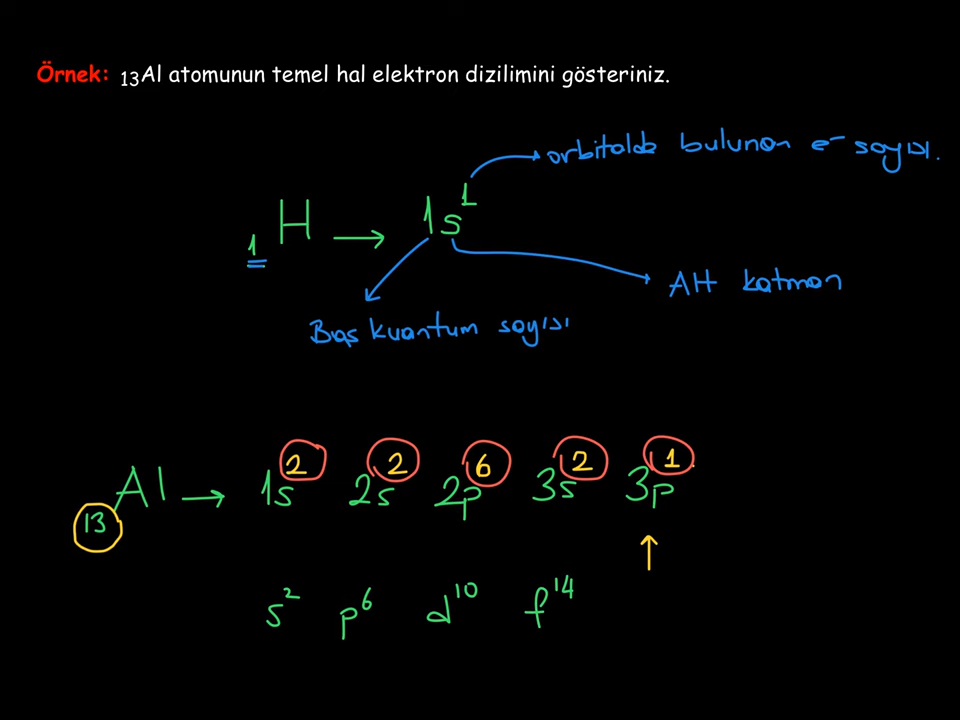 Örnek: 13Al atomunun temel hal elektron dizilimini gösteriniz.
orbitalde bulunan e- sayısı.
1H → 1s1
Alt katman
Baş kuantum sayısı
13Al → 1s2 2s2 2p6 3s2 3p1
s2 p6 d10 f14